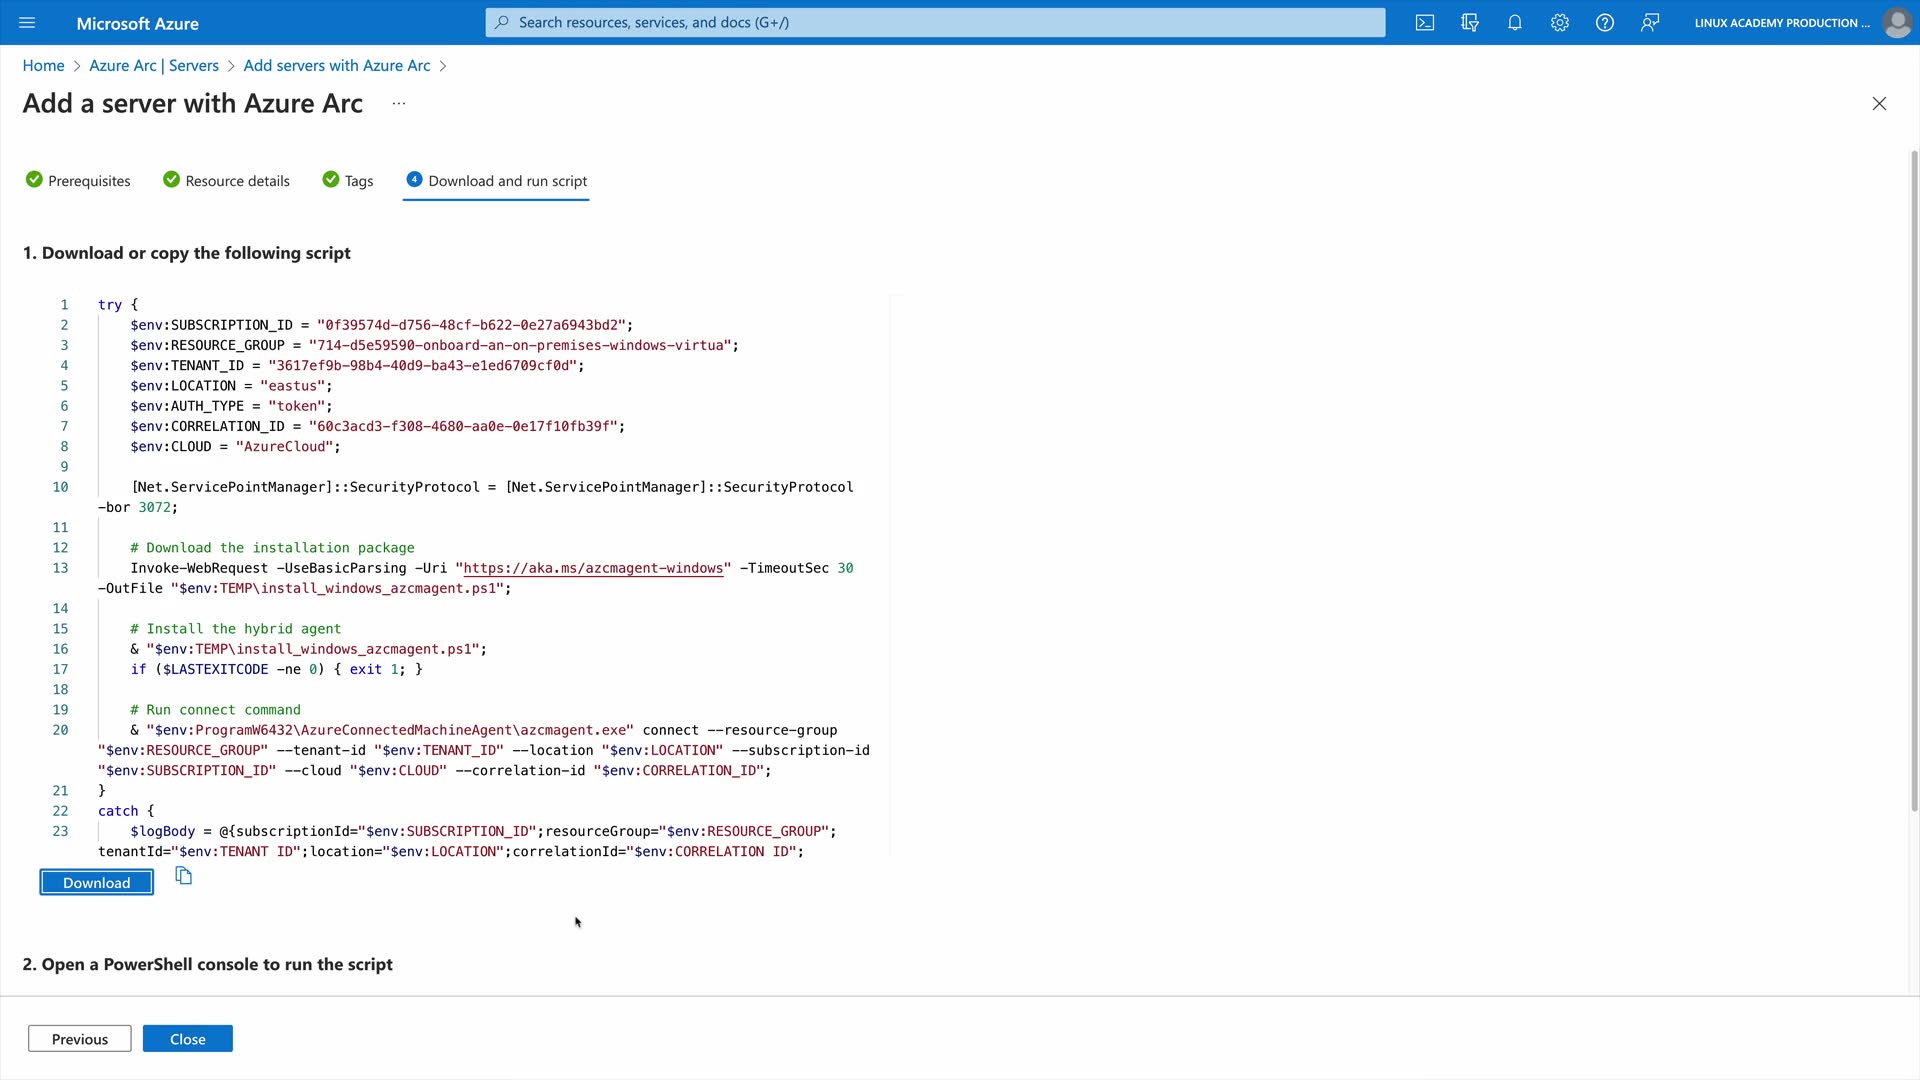 Microsoft Azure
Search resources, services, and docs (G+/)
LINUX ACADEMY PRODUCTION ...
Home > Azure Arc | Servers > Add servers with Azure Arc >
Add a server with Azure Arc ...
Prerequisites
Resource details
Tags
4 Download and run script
1. Download or copy the following script
1 try {
2 $env:SUBSCRIPTION_ID = "0f39574d-d756-48cf-b622-0e27a6943bd2";
3 $env:RESOURCE_GROUP = "714-d5e59590-onboard-an-on-premises-windows-virtua";
4 $env:TENANT_ID = "3617ef9b-98b4-40d9-ba43-e1ed6709cf0d";
5 $env:LOCATION = "eastus";
6 $env:AUTH_TYPE = "token";
7 $env:CORRELATION_ID = "60c3acd3-f308-4680-aa0e-0e17f10fb39f";
8 $env:CLOUD = "AzureCloud";
9
10 [Net.ServicePointManager]::SecurityProtocol = [Net.ServicePointManager]::SecurityProtocol
-bor 3072;
11
12 # Download the installation package
13 Invoke-WebRequest -UseBasicParsing -Uri "https://aka.ms/azcmagent-windows" -TimeoutSec 30
-OutFile "$env:TEMP\install_windows_azcmagent.ps1";
14
15 # Install the hybrid agent
16 & "$env:TEMP\install_windows_azcmagent.ps1";
17 if ($LASTEXITCODE -ne 0) { exit 1; }
18
19 # Run connect command
20 & "$env:ProgramW6432\AzureConnectedMachineAgent\azcmagent.exe" connect --resource-group
"$env:RESOURCE_GROUP" --tenant-id "$env:TENANT_ID" --location "$env:LOCATION" --subscription-id
"$env:SUBSCRIPTION_ID" --cloud "$env:CLOUD" --correlation-id "$env:CORRELATION_ID";
21 }
22 catch {
23 $logBody = @{subscriptionId="$env:SUBSCRIPTION_ID";resourceGroup="$env:RESOURCE_GROUP";
tenantId="$env:TENANT_ID";location="$env:LOCATION";correlationId="$env:CORRELATION_ID";
Download
2. Open a PowerShell console to run the script
Previous
Close